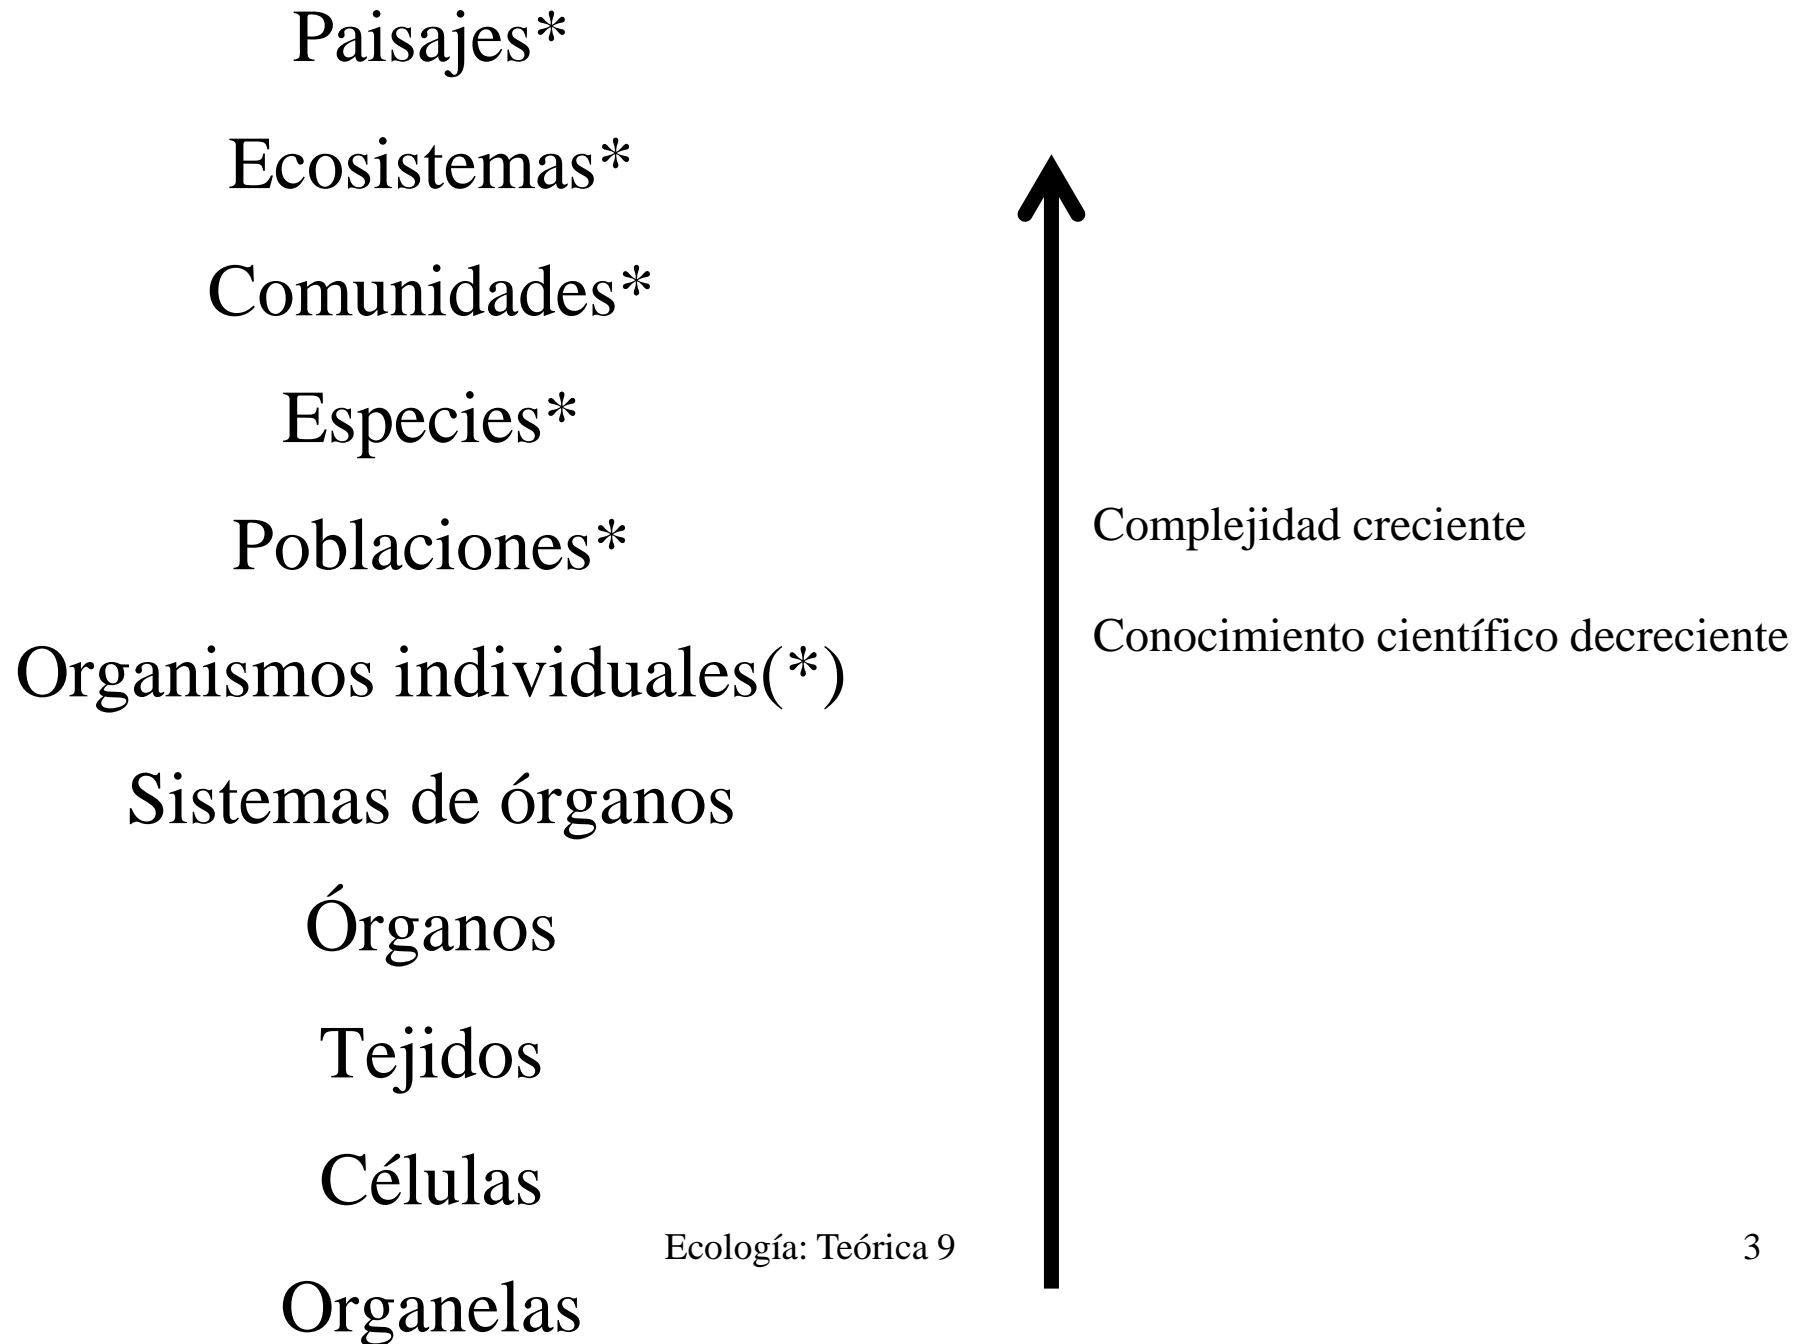 Paisajes*
Ecosistemas*
Comunidades*
Especies*
Poblaciones*
Organismos individuales(*)
Sistemas de órganos
Órganos
Tejidos
Células
Organelas
Complejidad creciente
Conocimiento científico decreciente
Ecología: Teórica 9
3